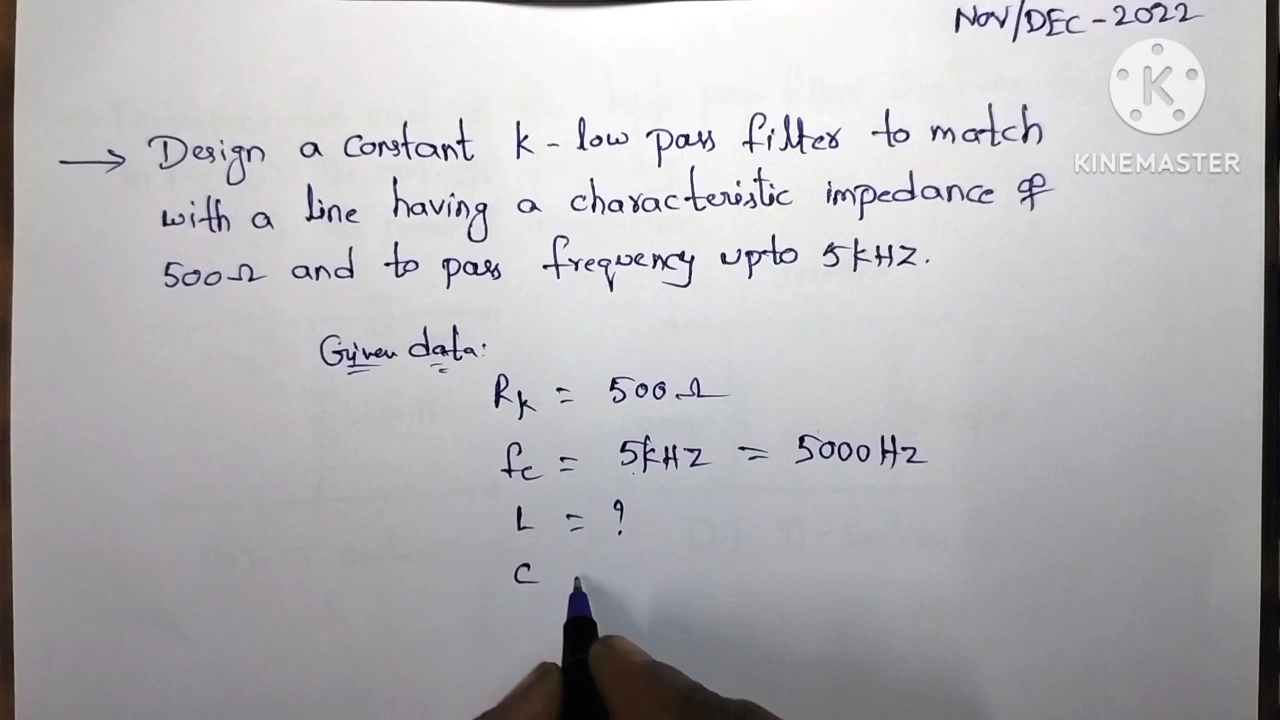 Nov/DEC-2022
K
KINEMASTER
→ Design a constant k-low pass filter to match
with a line having a characteristic impedance of
500Ω and to pass frequency upto 5kHZ.
Given data:
Rk = 500Ω
fc = 5kHZ = 5000HZ
L = ?
C